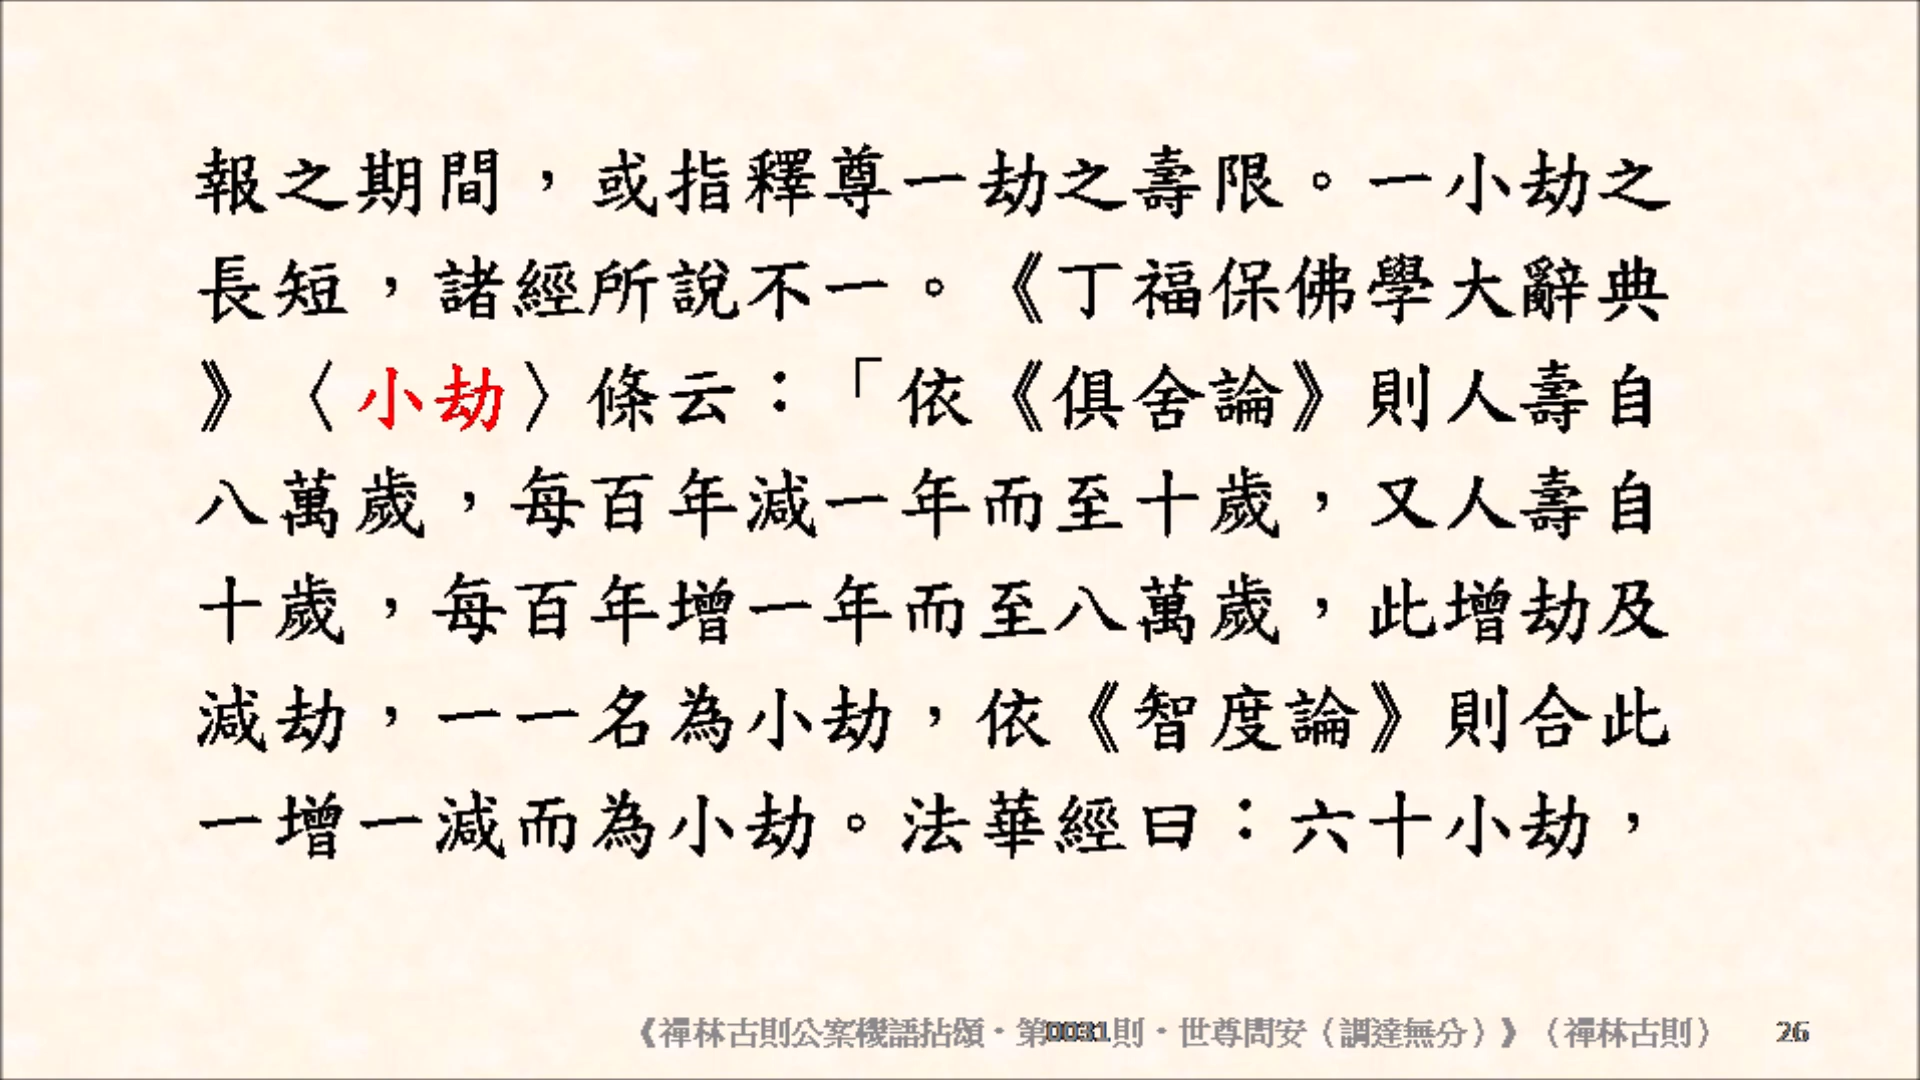 報之期間，或指釋尊一劫之壽限。一小劫之
長短，諸經所說不一。《丁福保佛學大辭典
》〈小劫〉條云：「依《俱舍論》則人壽自
八萬歲，每百年減一年而至十歲，又人壽自
十歲，每百年增一年而至八萬歲，此增劫及
減劫，一一名為小劫，依《智度論》則合此
一增一減而為小劫。法華經曰：六十小劫，
《禪林古則公案機語拈頌・第0031則・世尊問安（調達無分）》（禪林古則） 26